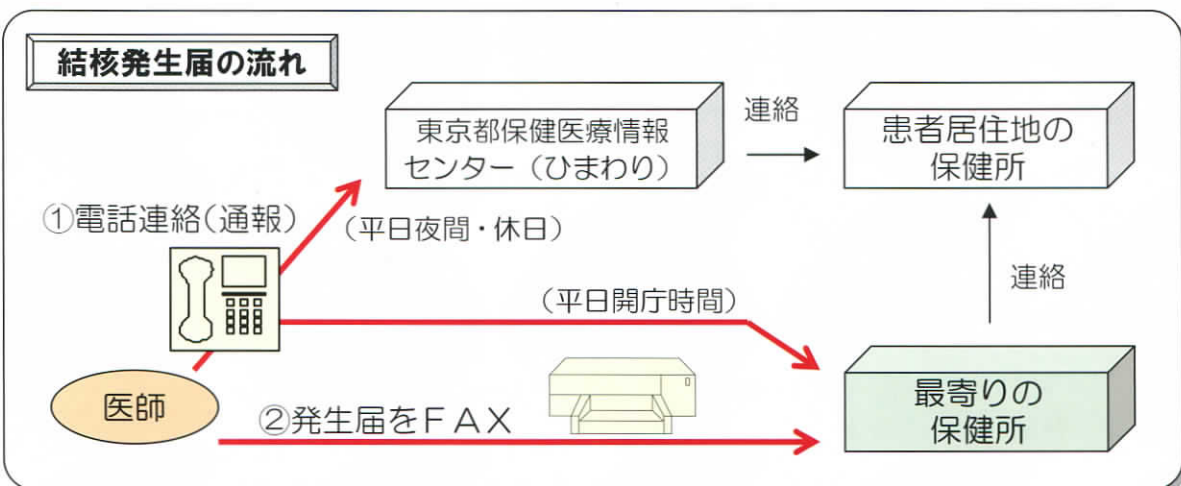 結核発生届の流れ
東京都保健医療情報
センター（ひまわり）
連絡
患者居住地の
保健所
①電話連絡（通報）
（平日夜間・休日）
（平日開庁時間）
連絡
医師
②発生届をＦＡＸ
最寄りの
保健所